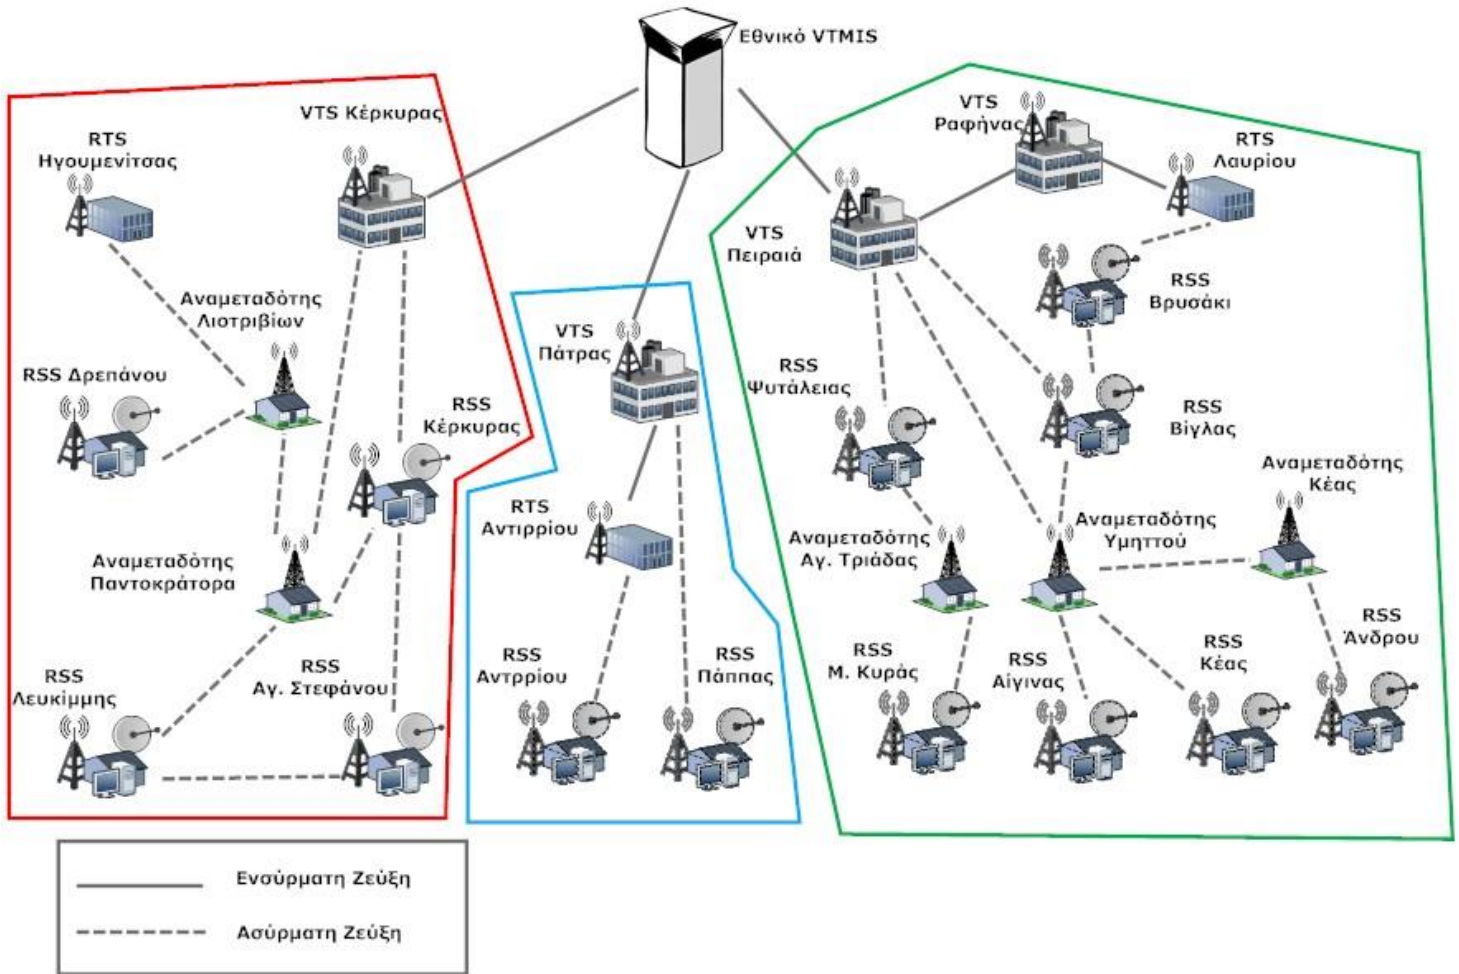 Εθνικό VTMIS
VTS Κέρκυρας
RTS
Ηγουμενίτσας
Αναμεταδότης
Λιοτριβίων
RSS Δρεπάνου
RSS
Κέρκυρας
Αναμεταδότης
Παντοκράτορα
RSS
Λευκίμμης
RSS
Αγ. Στεφάνου
VTS
Πάτρας
RTS
Αντιρρίου
RSS
Αντρρίου
RSS
Πάππας
VTS
Ραφήνας
RTS
Λαυρίου
VTS
Πειραιά
RSS
Βρυσάκι
RSS
Ψυτάλειας
RSS
Βίγλας
Αναμεταδότης
Κέας
Αναμεταδότης
Αγ. Τριάδας
Αναμεταδότης
Υμηττού
RSS
Μ. Κυράς
RSS
Αίγινας
RSS
Κέας
RSS
Άνδρου
Ενσύρματη Ζεύξη
Ασύρματη Ζεύξη